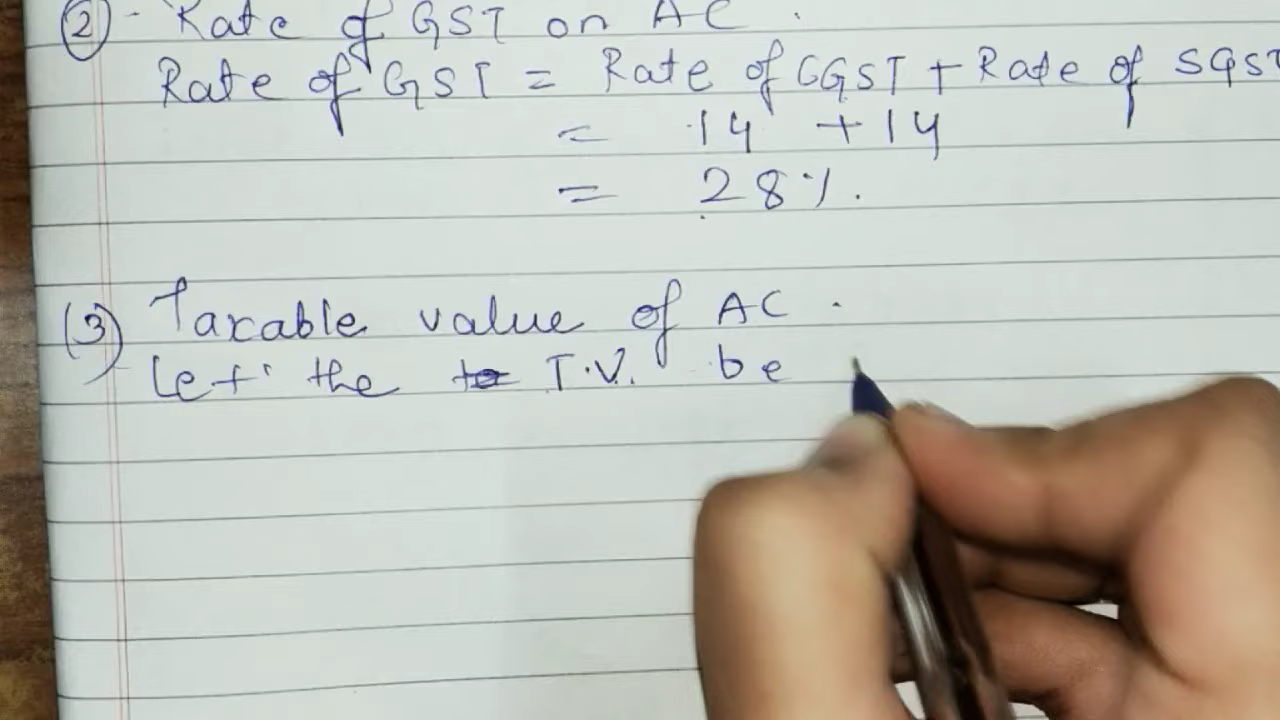 (2) - Rate of GST on AC .
Rate of GST = Rate of CGST + Rate of SGST
= 14 + 14
= 28%.
(3) Taxable value of AC .
Let the T.V. be